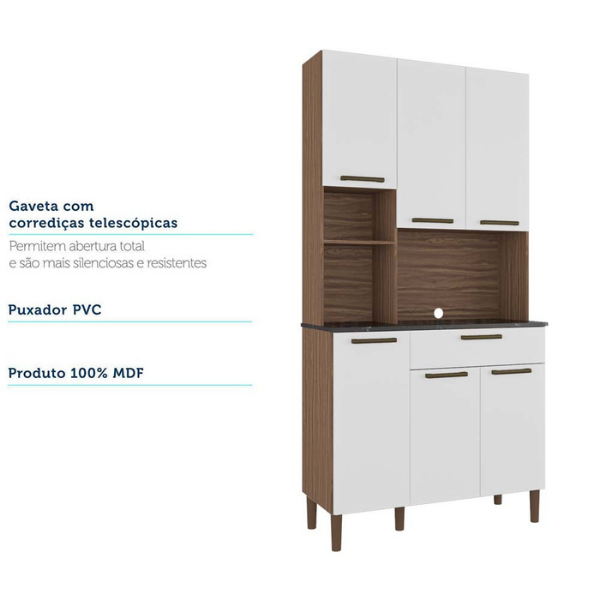 Gaveta com
corrediças telescópicas
Permitem abertura total
e são mais silenciosas e resistentes
Puxador PVC
Produto 100% MDF